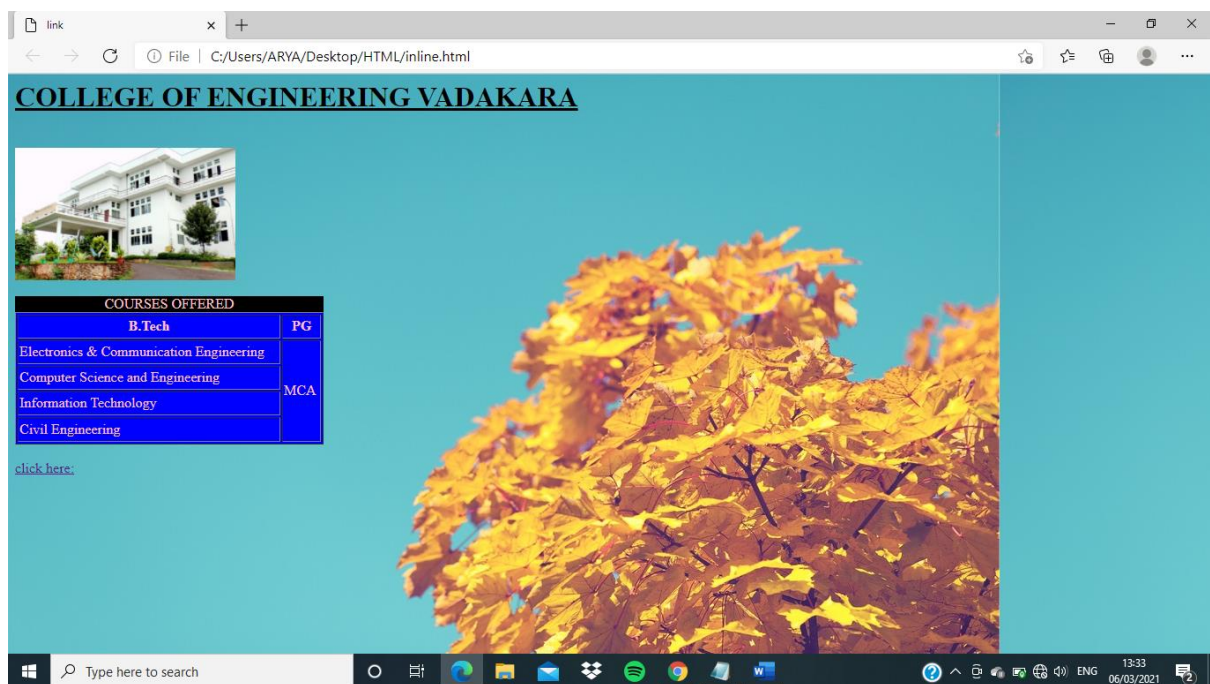 link
File | C:/Users/ARYA/Desktop/HTML/inline.html
COLLEGE OF ENGINEERING VADAKARA
COURSES OFFERED
B.Tech PG
Electronics & Communication Engineering
Computer Science and Engineering
MCA
Information Technology
Civil Engineering
click here:
Type here to search
ENG
13:33
06/03/2021
2